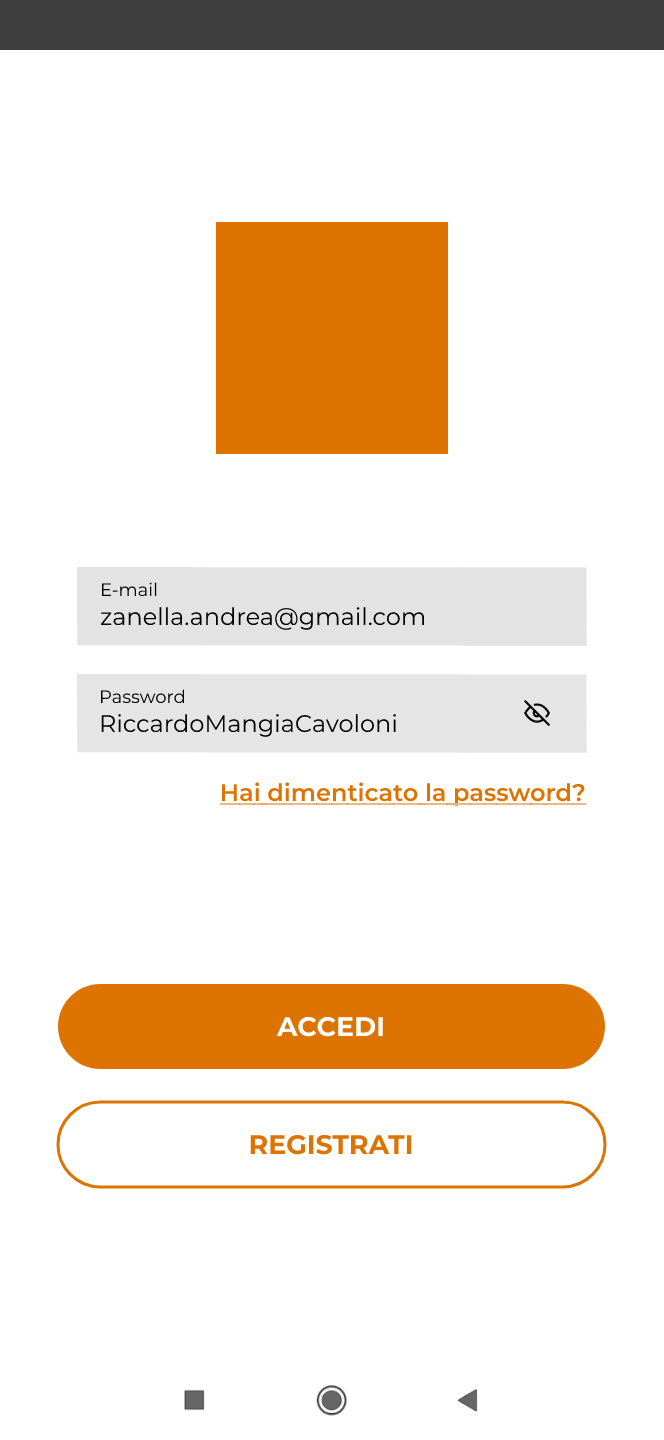 E-mail
zanella.andrea@gmail.com
Password
RiccardoMangiaCavoloni
Hai dimenticato la password?
ACCEDI
REGISTRATI